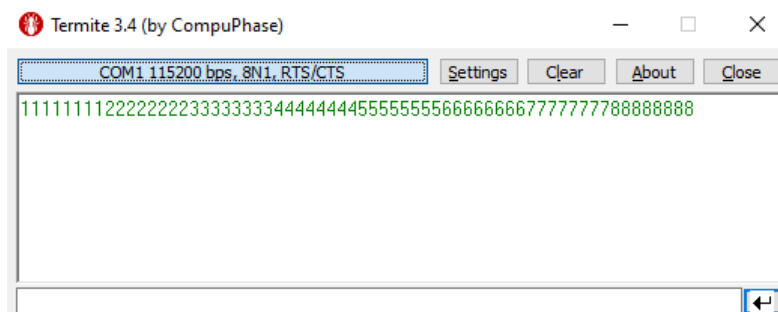 Termite 3.4 (by CompuPhase)
COM1 115200 bps, 8N1, RTS/CTS Settings Clear About Close
1111111122222222333333334444444455555555666666667777777788888888